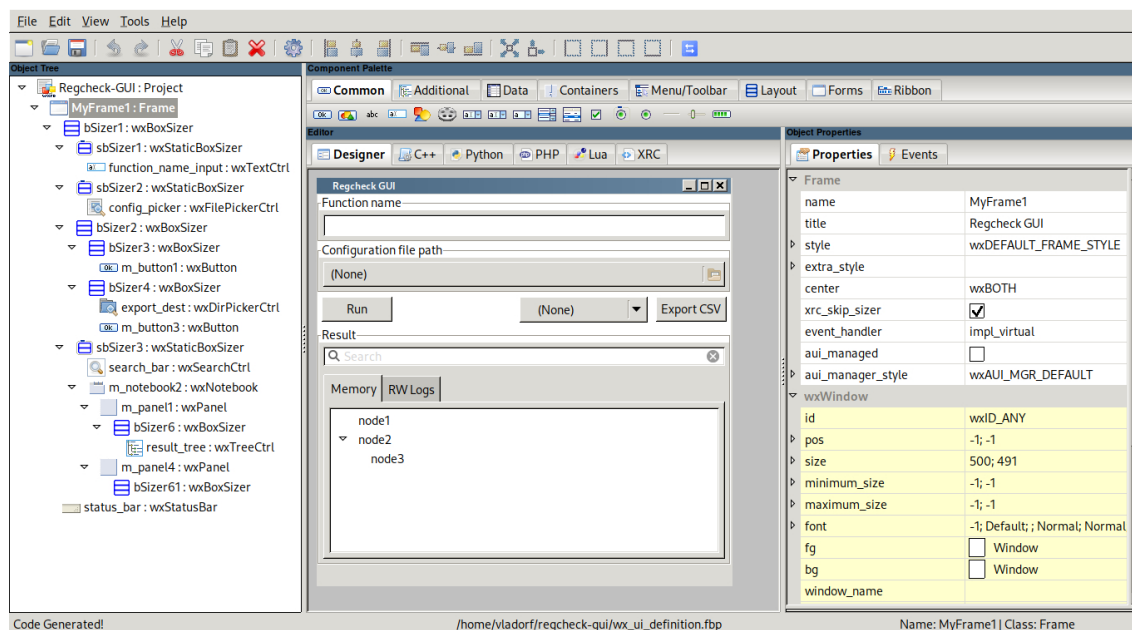 File Edit View Tools Help
Object Tree
Regcheck-GUI : Project
MyFrame1 : Frame
bSizer1 : wxBoxSizer
sbSizer1 : wxStaticBoxSizer
function_name_input : wxTextCtrl
sbSizer2 : wxStaticBoxSizer
config_picker : wxFilePickerCtrl
bSizer2 : wxBoxSizer
bSizer3 : wxBoxSizer
m_button1 : wxButton
bSizer4 : wxBoxSizer
export_dest : wxDirPickerCtrl
m_button3 : wxButton
sbSizer3 : wxStaticBoxSizer
search_bar : wxSearchCtrl
m_notebook2 : wxNotebook
m_panel1 : wxPanel
bSizer6 : wxBoxSizer
result_tree : wxTreeCtrl
m_panel4 : wxPanel
bSizer61 : wxBoxSizer
status_bar : wxStatusBar
Component Palette
Common Additional Data Containers Menu/Toolbar Layout Forms Ribbon
Editor
Designer C++ Python PHP Lua XRC
Regcheck GUI
Function name
Configuration file path
(None)
Run (None) Export CSV
Result
Search
Memory RW Logs
node1
node2
node3
Object Properties
Properties Events
Frame
name MyFrame1
title Regcheck GUI
style wxDEFAULT_FRAME_STYLE
extra_style
center wxBOTH
xrc_skip_sizer
event_handler impl_virtual
aui_managed
aui_manager_style wxAUI_MGR_DEFAULT
wxWindow
id wxID_ANY
pos -1; -1
size 500; 491
minimum_size -1; -1
maximum_size -1; -1
font -1; Default; ; Normal; Normal
fg Window
bg Window
window_name
Code Generated! /home/vladorf/regcheck-gui/wx_ui_definition.fbp Name: MyFrame1 | Class: Frame